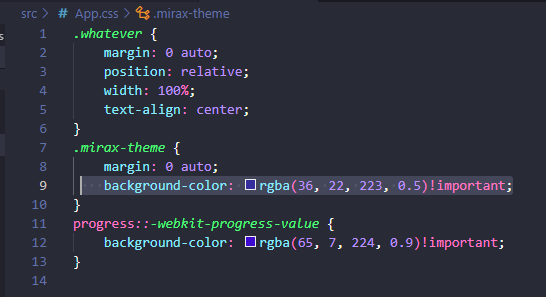 src > # App.css > .mirax-theme
s
1 .whatever {
2 margin: 0 auto;
3 position: relative;
4 width: 100%;
5 text-align: center;
6 }
7 .mirax-theme {
8 margin: 0 auto;
9 background-color: rgba(36, 22, 223, 0.5)!important;
10 }
11 progress::-webkit-progress-value {
12 background-color: rgba(65, 7, 224, 0.9)!important;
13 }
14